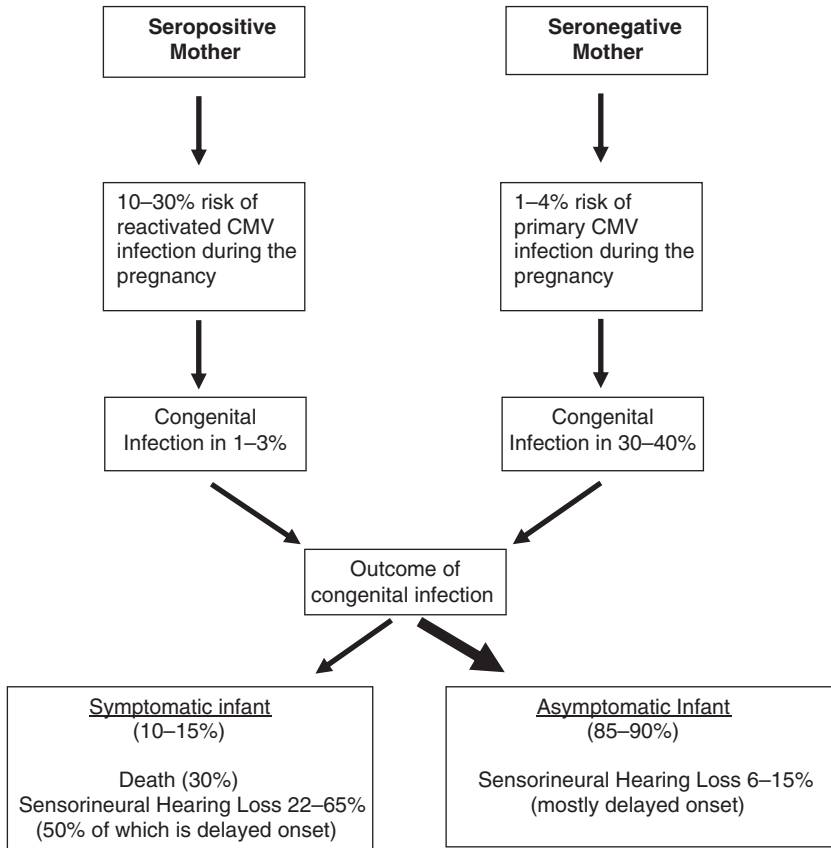 Seropositive
Mother
Seronegative
Mother
10–30% risk of
reactivated CMV
infection during the
pregnancy
1–4% risk of
primary CMV
infection during the
pregnancy
Congenital
Infection in 1–3%
Congenital
Infection in 30–40%
Outcome of
congenital infection
Symptomatic infant
(10–15%)
Death (30%)
Sensorineural Hearing Loss 22–65%
(50% of which is delayed onset)
Asymptomatic Infant
(85–90%)
Sensorineural Hearing Loss 6–15%
(mostly delayed onset)